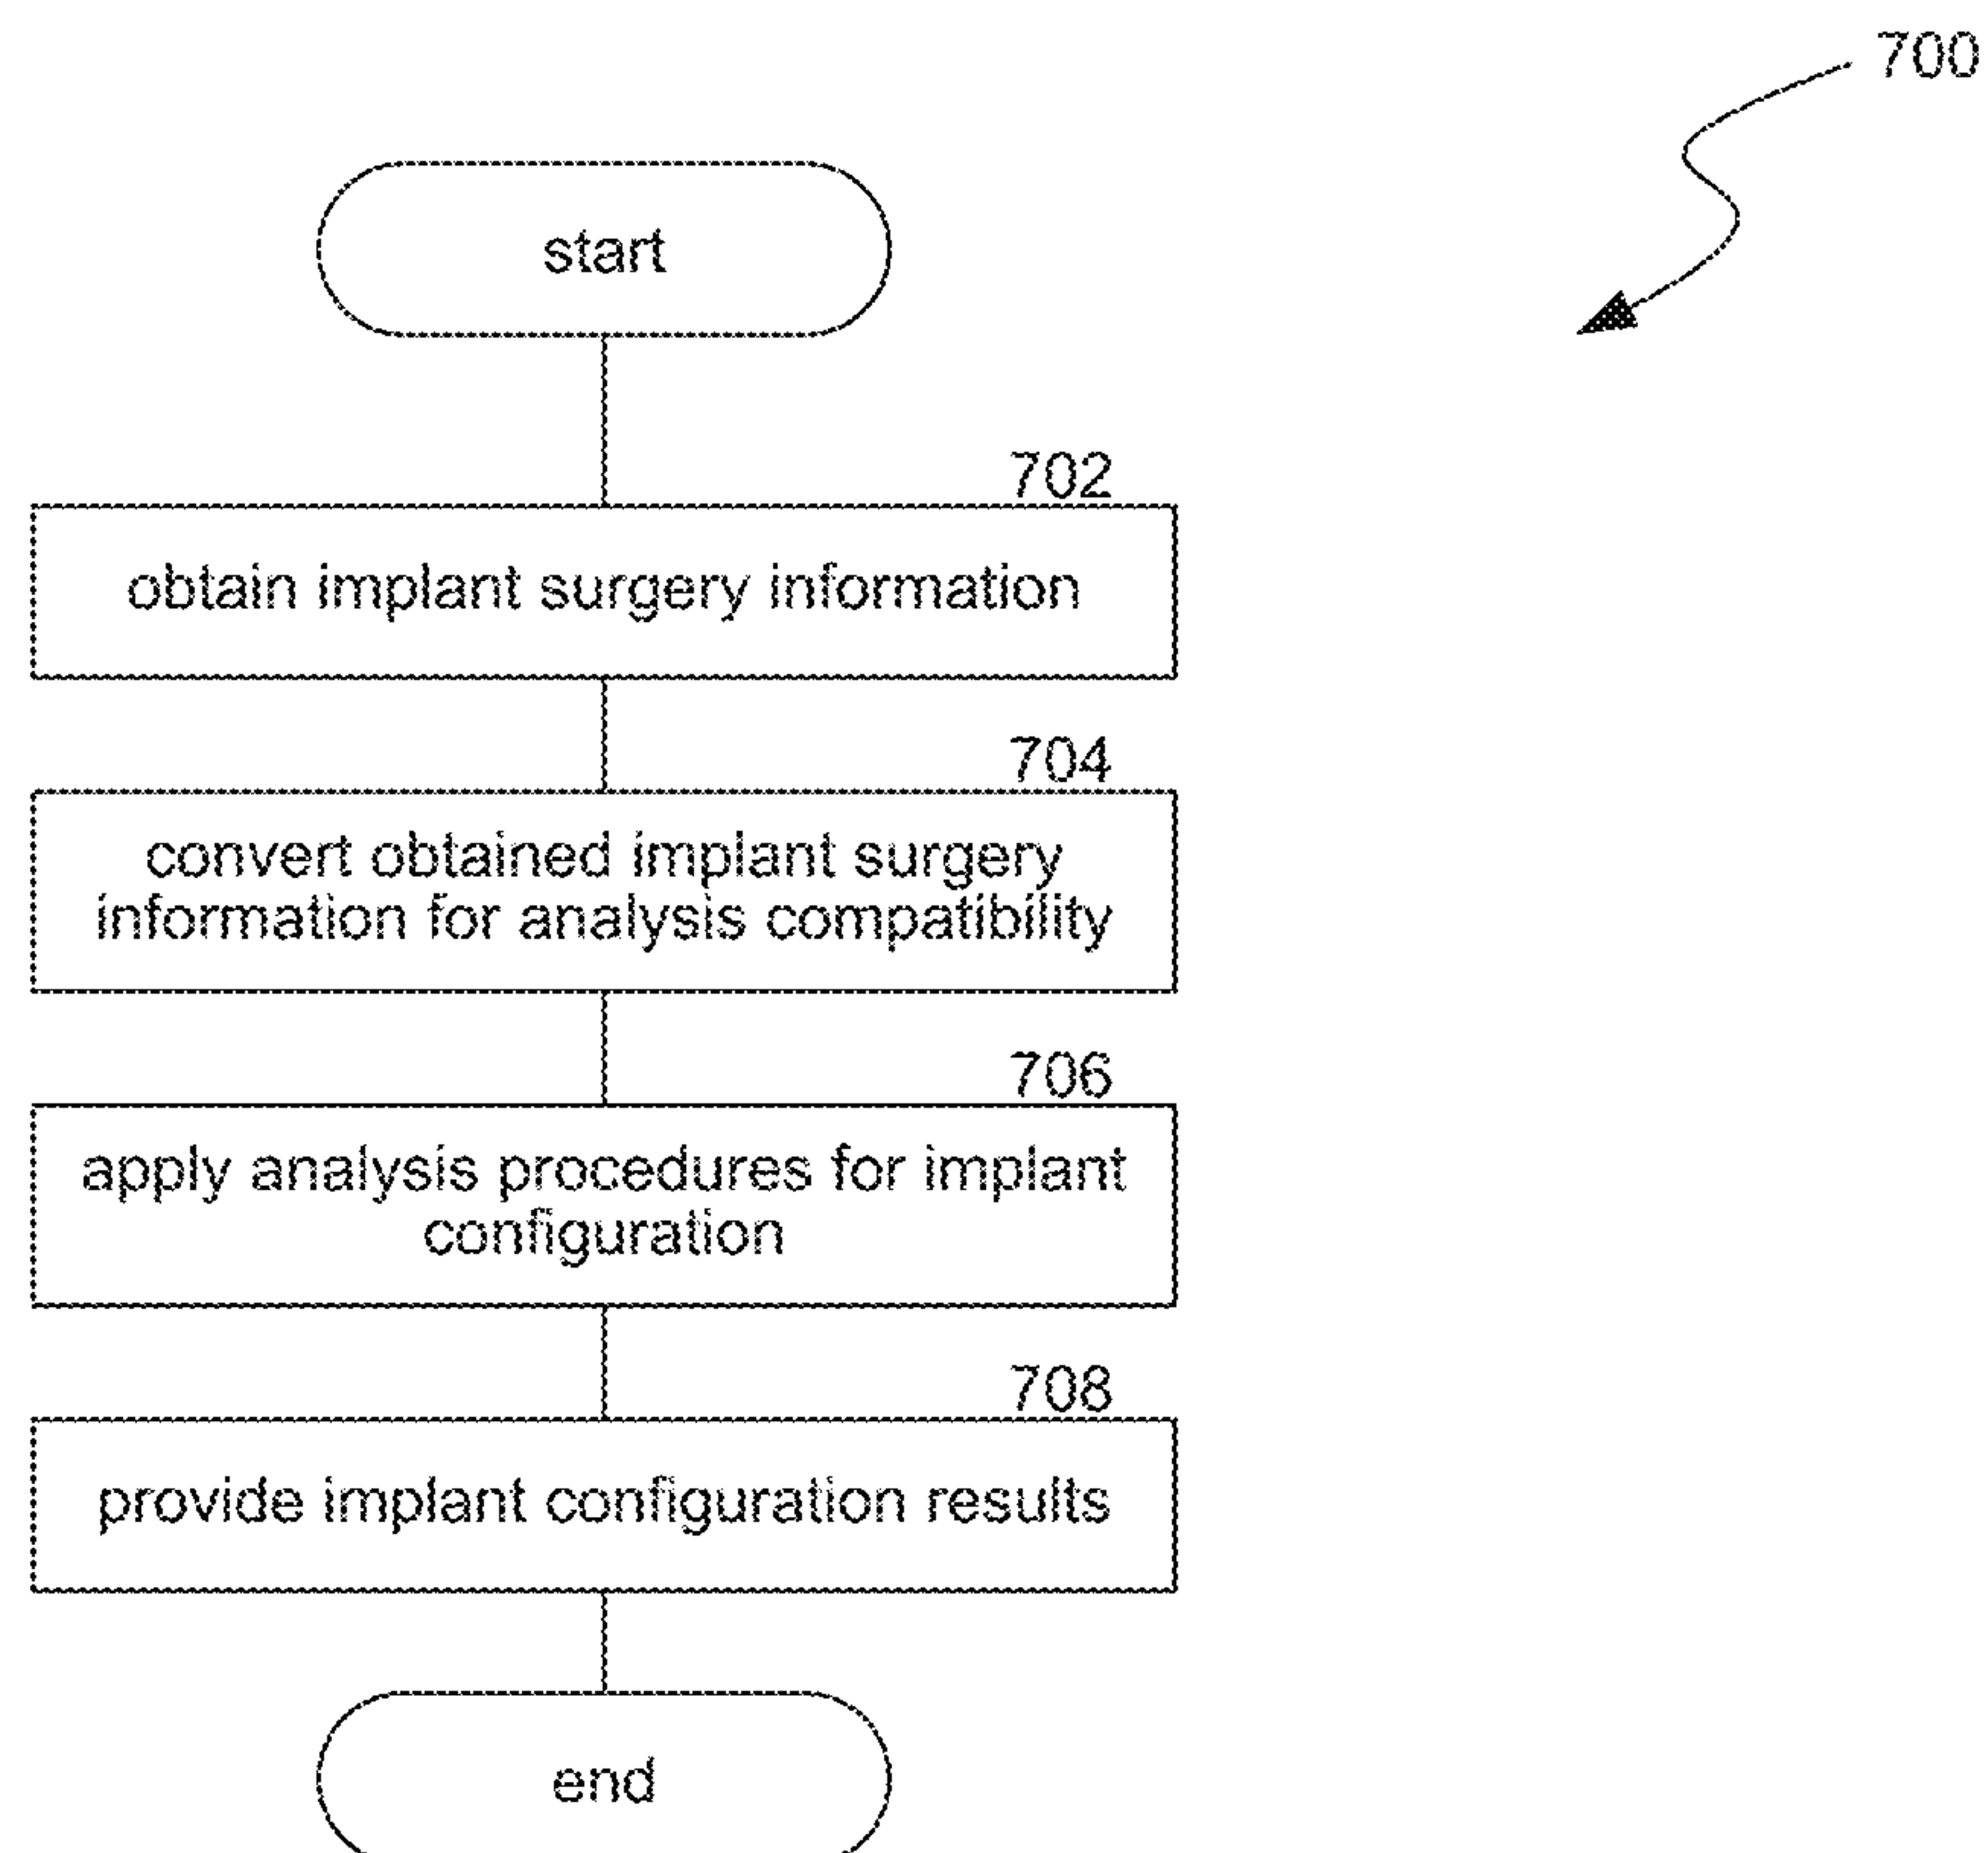 700
start
702
obtain implant surgery information
704
convert obtained implant surgery
information for analysis compatibility
706
apply analysis procedures for implant
configuration
708
provide implant configuration results
end